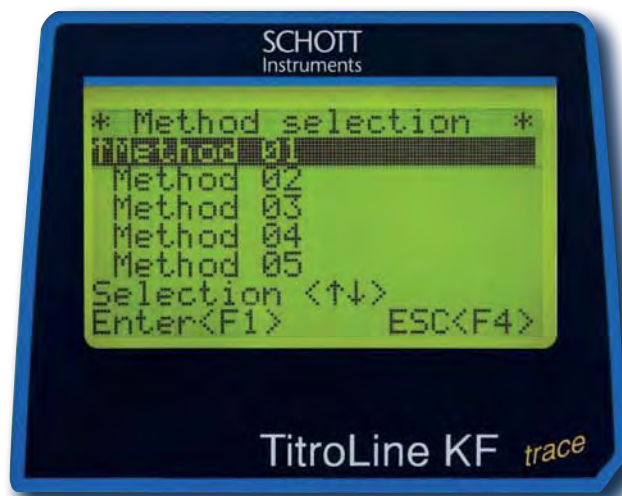 SCHOTT
Instruments
* Method selection *
↑Method 01
Method 02
Method 03
Method 04
Method 05
Selection <↑↓>
Enter<F1> ESC<F4>
TitroLine KF trace